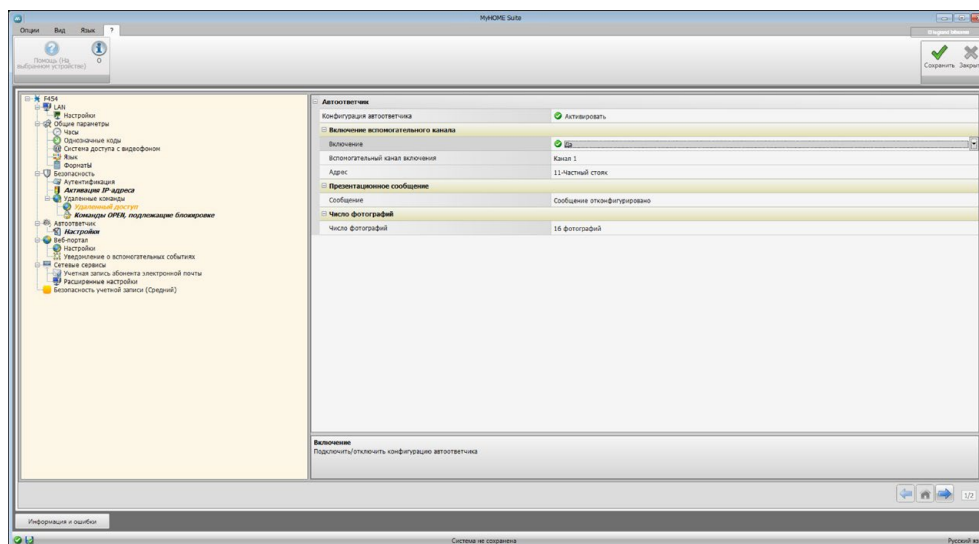 MyHOME Suite
Опции Вид Язык ?
Помощь (На выбранном устройстве)
О
Сохранить
F454
LAN
Настройки
Общие параметры
Часы
Однозначные коды
Система доступа с видеофоном
Язык
Форматы
Безопасность
Аутентификация
Активация IP-адреса
Удаленные команды
Удаленный доступ
Команды OPEN, подлежащие блокировке
Автоответчик
Настройки
Веб-портал
Настройки
Уведомление о вспомогательных событиях
Сетевые сервисы
Учетная запись абонента электронной почты
Расширенные настройки
Безопасность учетной записи (Средний)
Автоответчик
Конфигурация автоответчика Активировать
Включение вспомогательного канала
Включение Да
Вспомогательный канал включения Канал 1
Адрес 11-Частный стояк
Презентационное сообщение
Сообщение Сообщение отконфигурировано
Число фотографий
Число фотографий 16 фотографий
Включение
Подключить/отключить конфигурацию автоответчика
1/2
Информация и ошибки
Система не сохранена
Русский